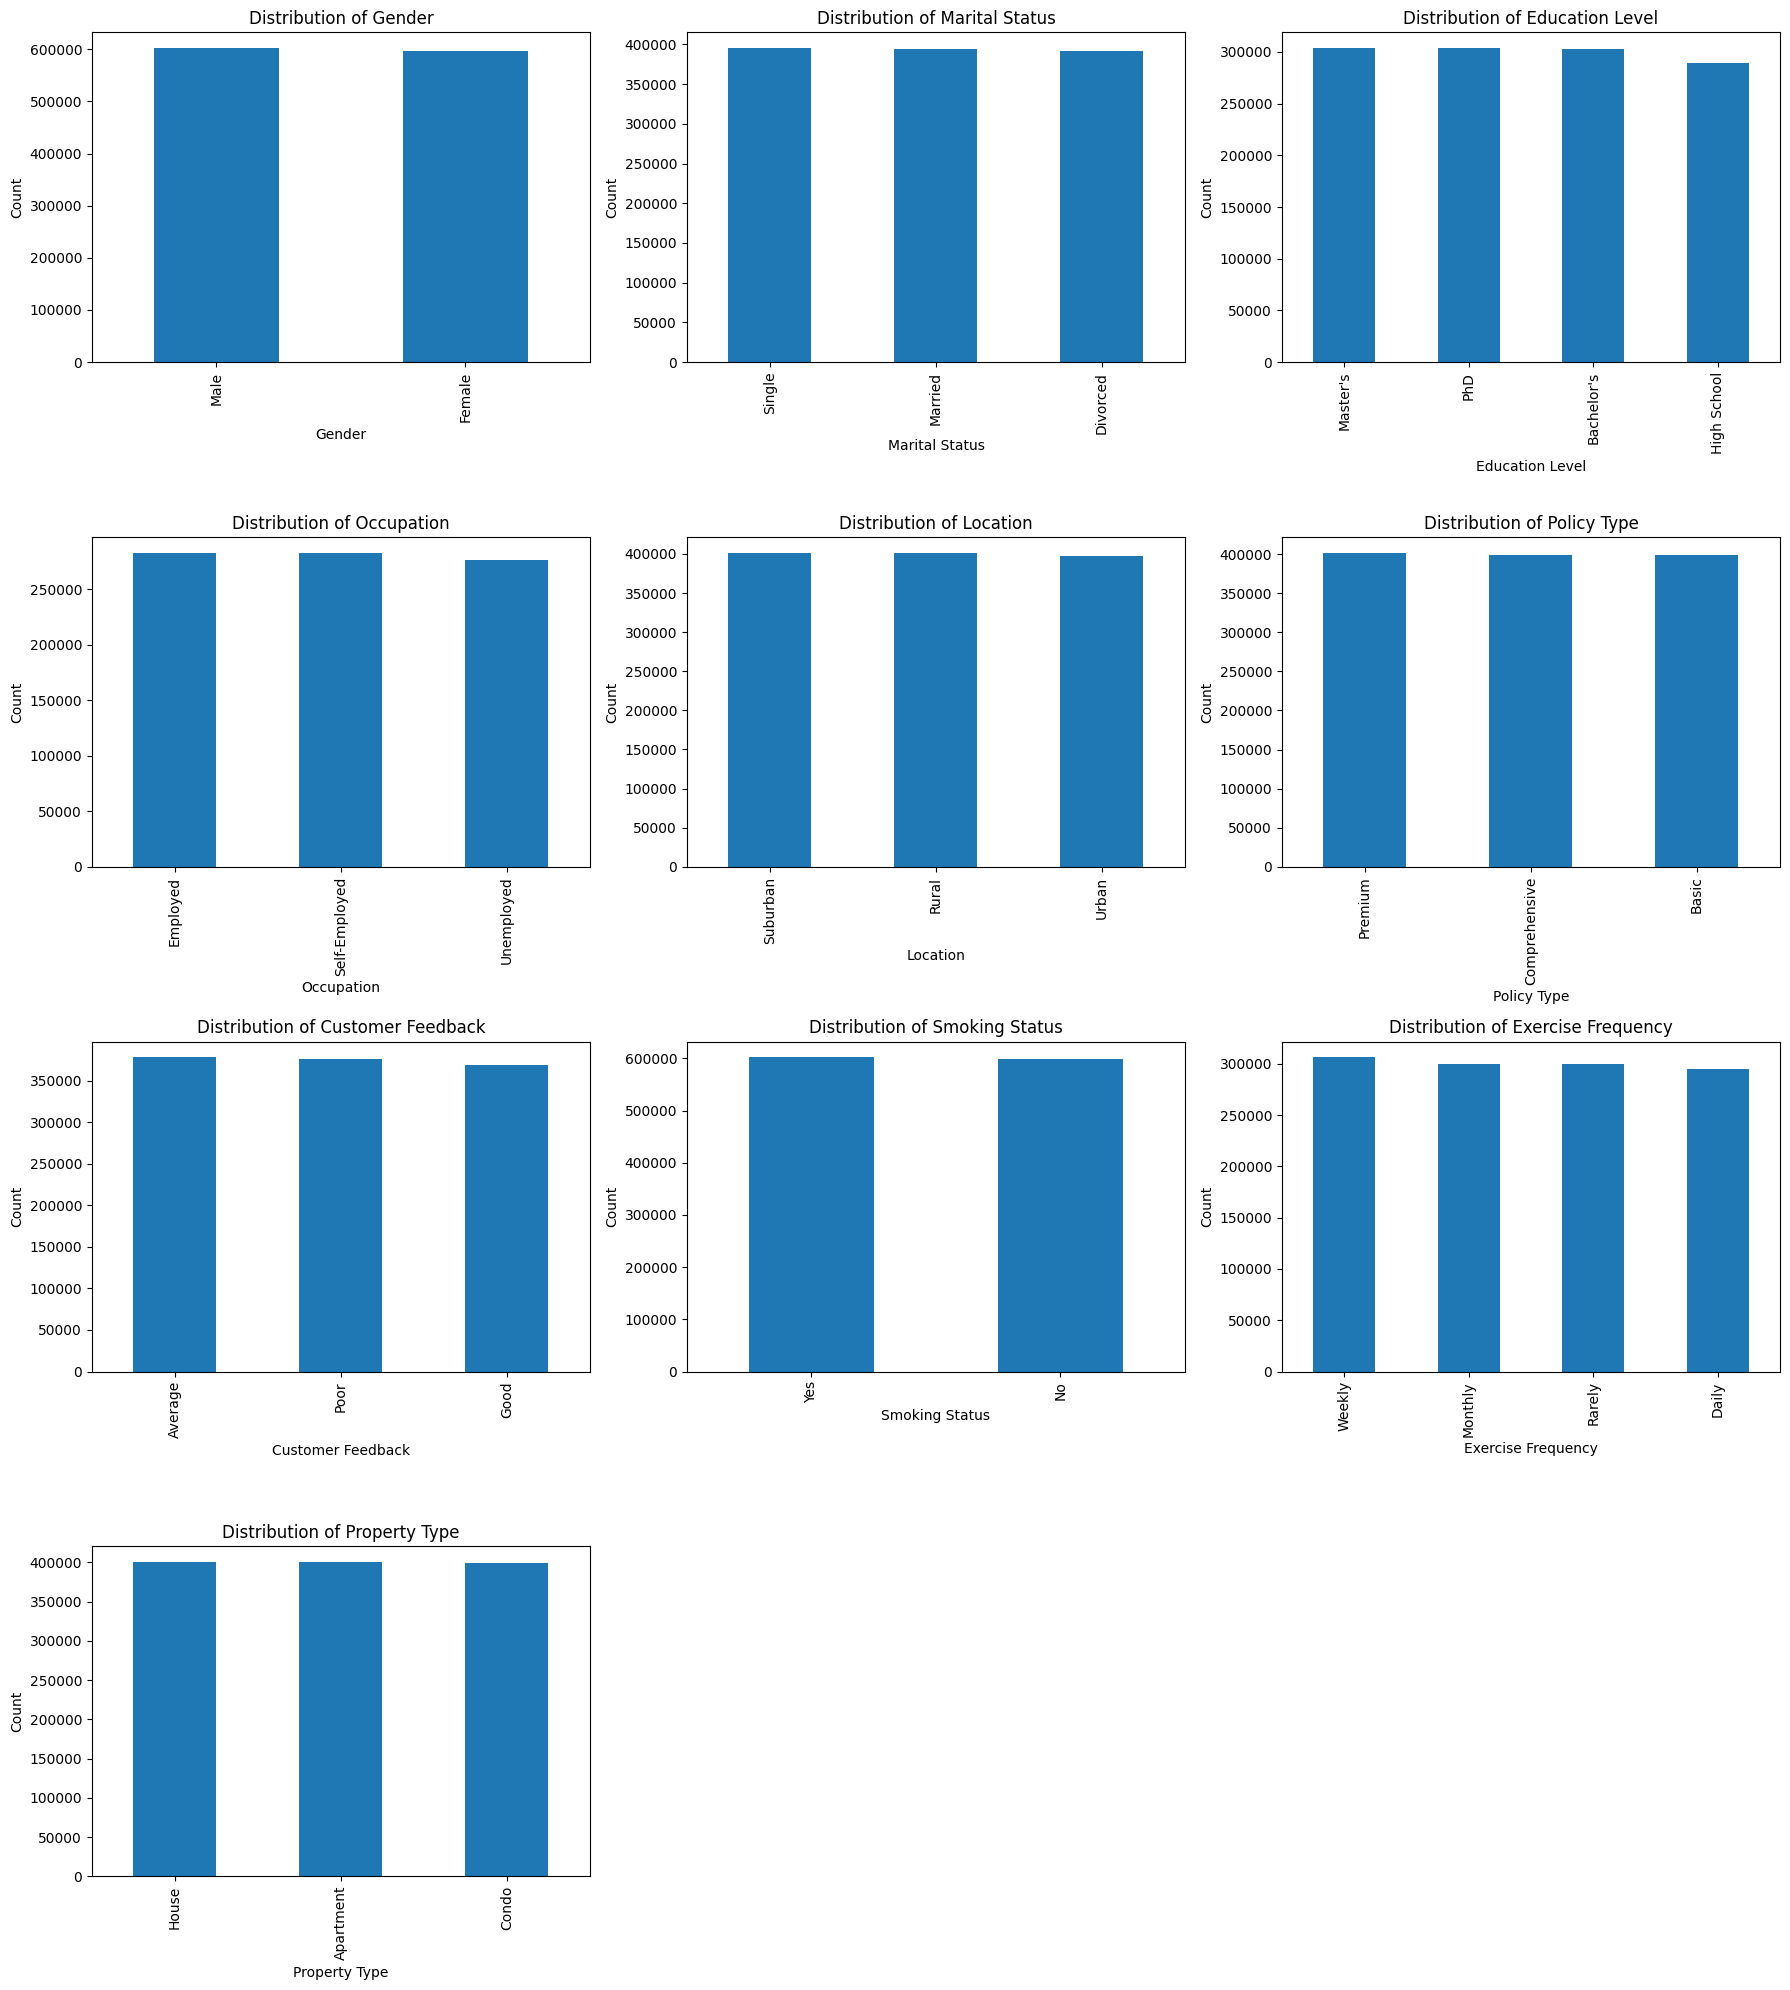 Distribution of Gender
600000
500000
400000
300000
200000
100000
0
Count
Male
Female
Gender
Distribution of Marital Status
400000
350000
300000
250000
200000
150000
100000
50000
0
Count
Single
Married
Divorced
Marital Status
Distribution of Education Level
300000
250000
200000
150000
100000
50000
0
Count
Master's
PhD
Bachelor's
High School
Education Level
Distribution of Occupation
250000
200000
150000
100000
50000
0
Count
Employed
Self-Employed
Unemployed
Occupation
Distribution of Location
400000
350000
300000
250000
200000
150000
100000
50000
0
Count
Suburban
Rural
Urban
Location
Distribution of Policy Type
400000
350000
300000
250000
200000
150000
100000
50000
0
Count
Premium
Comprehensive
Basic
Policy Type
Distribution of Customer Feedback
350000
300000
250000
200000
150000
100000
50000
0
Count
Average
Poor
Good
Customer Feedback
Distribution of Smoking Status
600000
500000
400000
300000
200000
100000
0
Count
Yes
No
Smoking Status
Distribution of Exercise Frequency
300000
250000
200000
150000
100000
50000
0
Count
Weekly
Monthly
Rarely
Daily
Exercise Frequency
Distribution of Property Type
400000
350000
300000
250000
200000
150000
100000
50000
0
Count
House
Apartment
Condo
Property Type